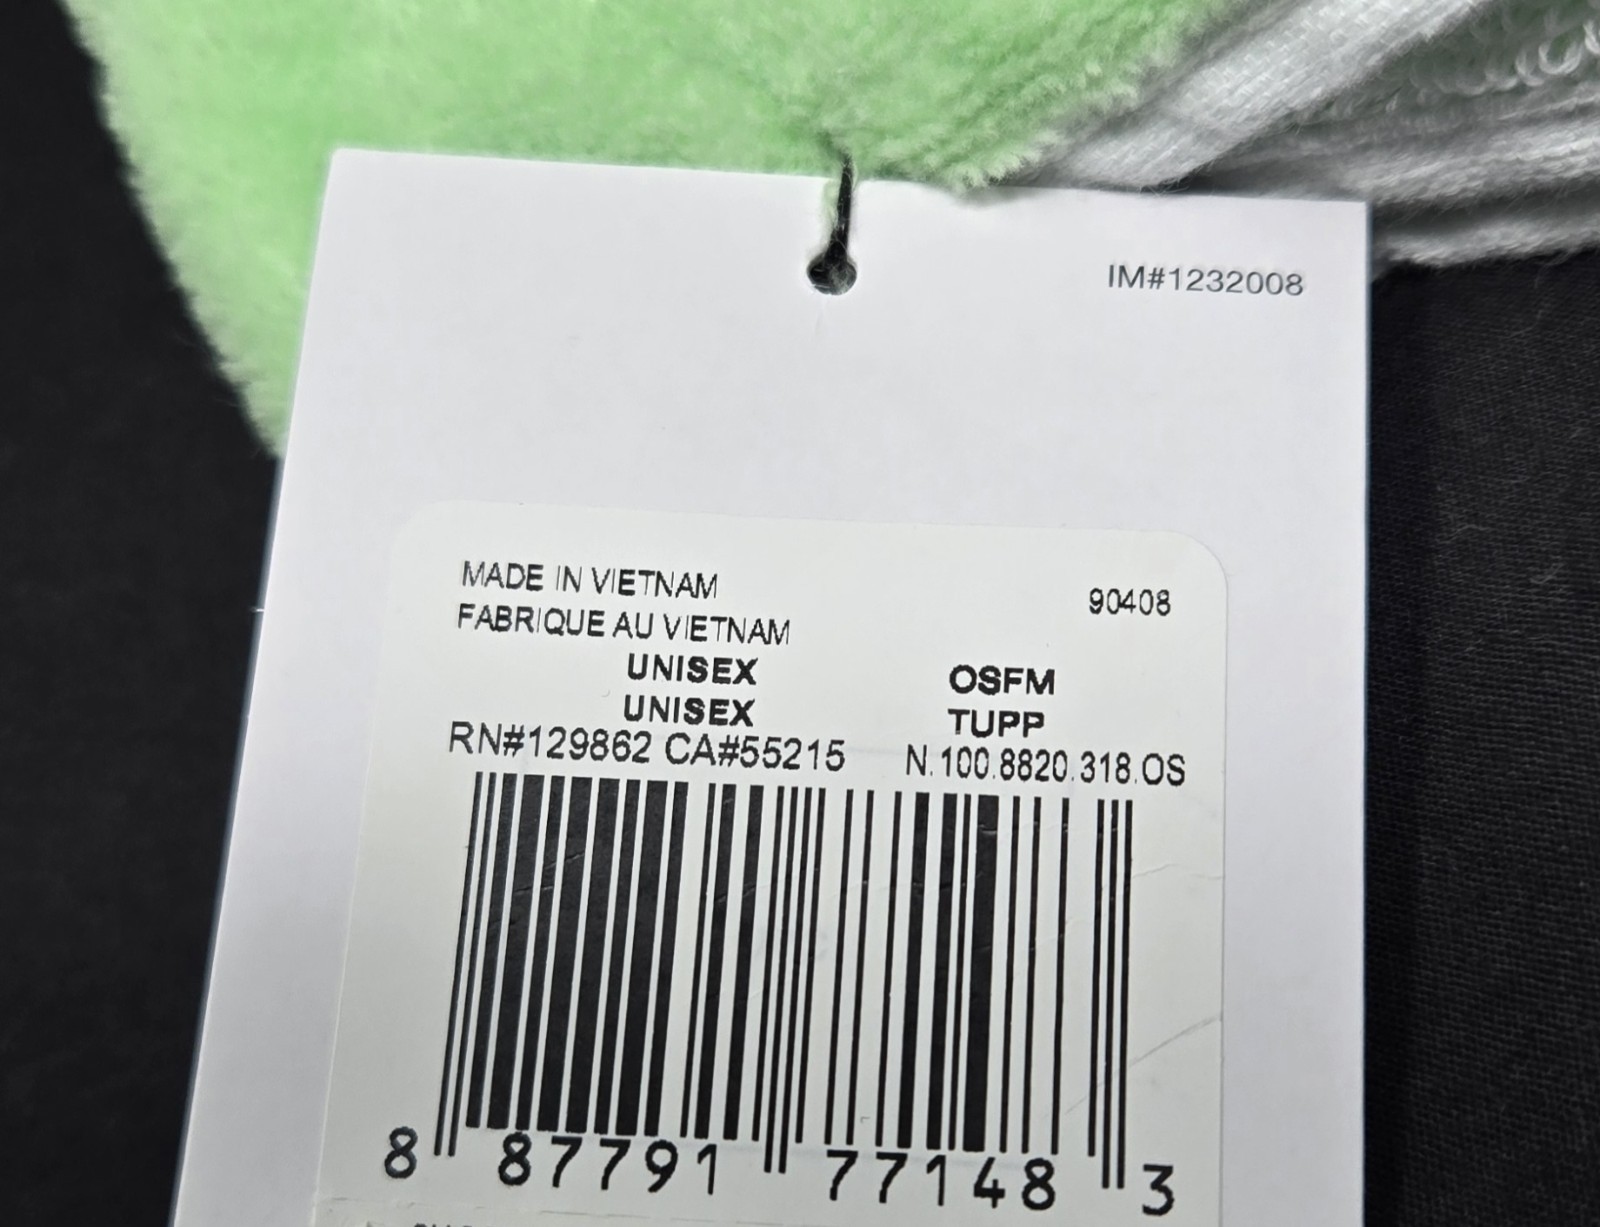 IM#1232008
MADE IN VIETNAM
90408
FABRIQUE AU VIETNAM
UNISEX
OSFM
UNISEX
TUPP
RN#129862 CA#55215
N.100.8820.318.OS
8 87791 77148 3